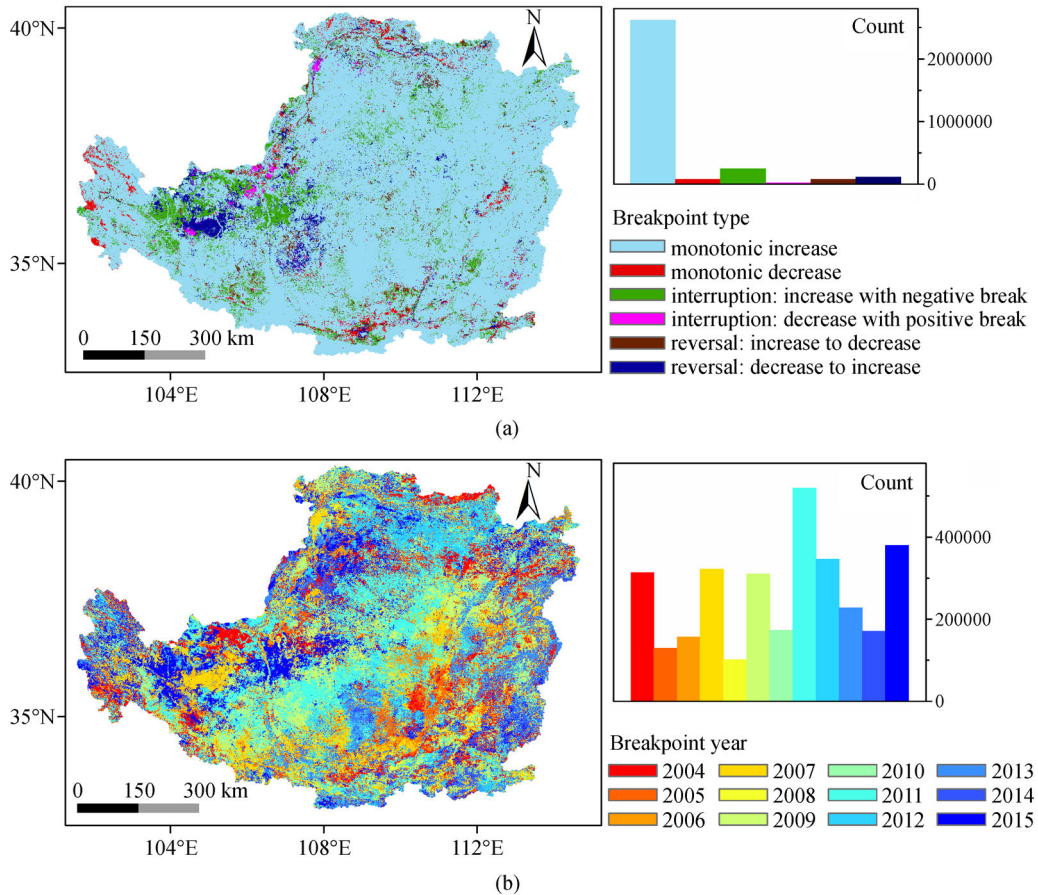 40°N
35°N
N
0 150 300 km
104°E 108°E 112°E
Count
2000000
1000000
0
Breakpoint type
monotonic increase
monotonic decrease
interruption: increase with negative break
interruption: decrease with positive break
reversal: increase to decrease
reversal: decrease to increase
(a)
40°N
35°N
N
0 150 300 km
104°E 108°E 112°E
Count
400000
200000
0
Breakpoint year
2004 2007 2010 2013
2005 2008 2011 2014
2006 2009 2012 2015
(b)